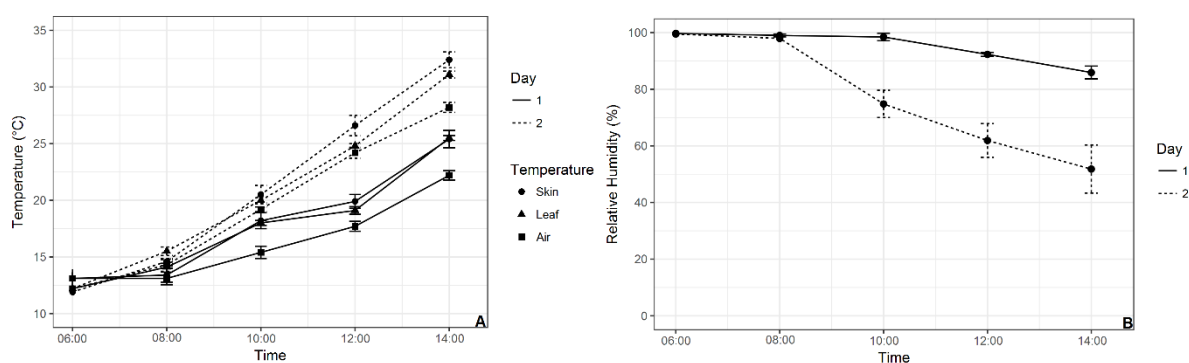 35
30
25
20
15
10
Temperature (°C)
06:00 08:00 10:00 12:00 14:00
Time
A
Day
1
2
Temperature
Skin
Leaf
Air
100
80
60
40
20
0
Relative Humidity (%)
06:00 08:00 10:00 12:00 14:00
Time
B
Day
1
2